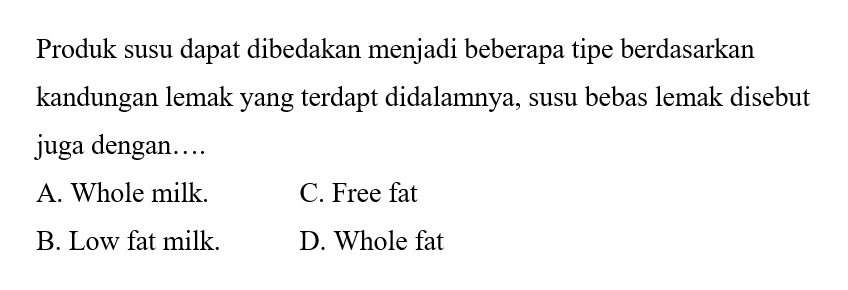 Produk susu dapat dibedakan menjadi beberapa tipe berdasarkan
kandungan lemak yang terdapt didalamnya, susu bebas lemak disebut
juga dengan….
A. Whole milk. C. Free fat
B. Low fat milk. D. Whole fat